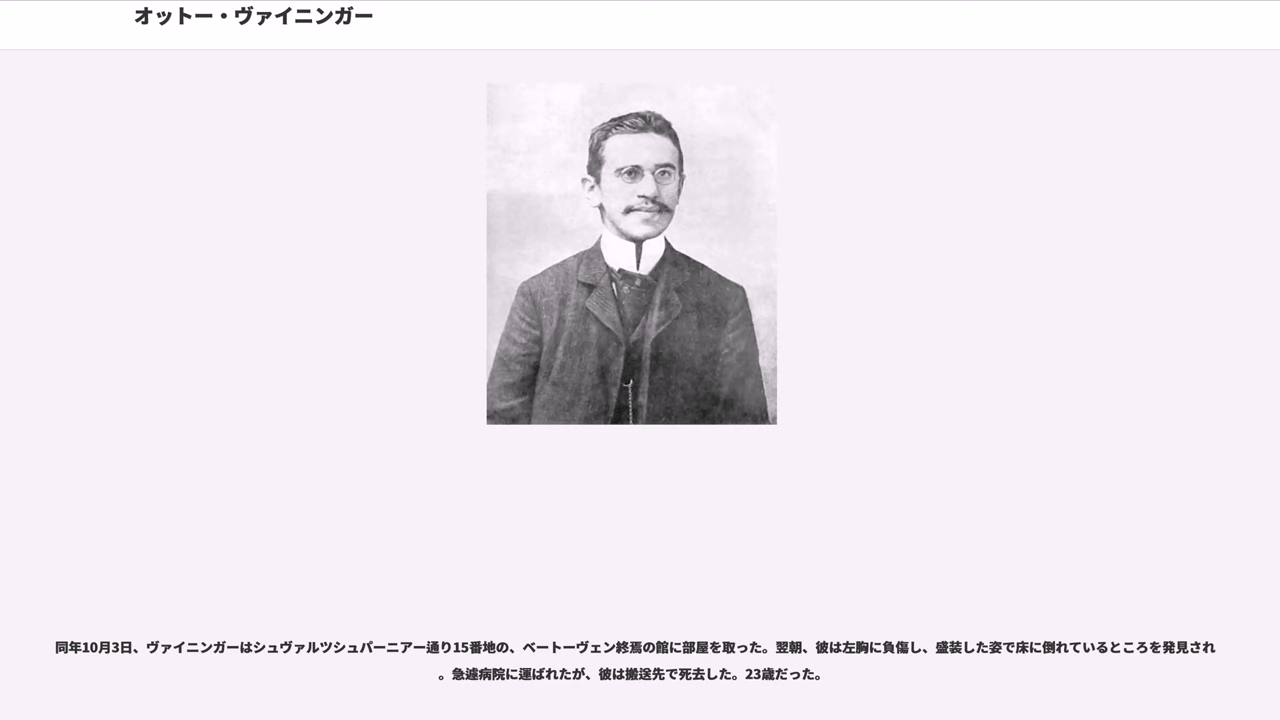 オットー・ヴァイニンガー
同年10月3日、ヴァイニンガーはシュヴァルツシュパーニアー通り15番地の、ベートーヴェン終焉の館に部屋を取った。翌朝、彼は左胸に負傷し、盛装した姿で床に倒れているところを発見され
。急遽病院に運ばれたが、彼は搬送先で死去した。23歳だった。